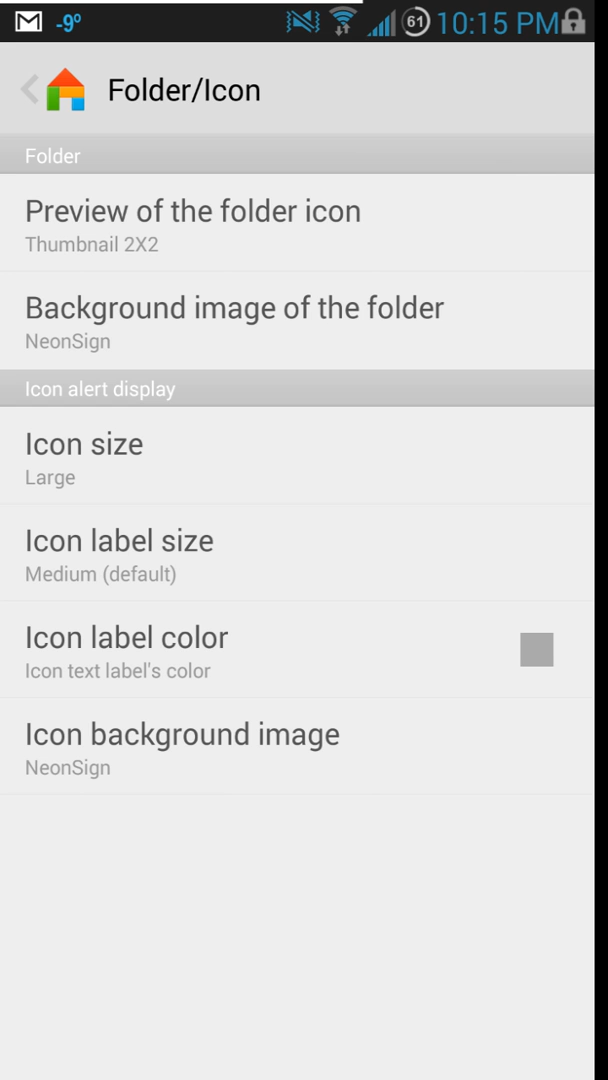 -9° 61 10:15 PM
Folder/Icon
Folder
Preview of the folder icon
Thumbnail 2X2
Background image of the folder
NeonSign
Icon alert display
Icon size
Large
Icon label size
Medium (default)
Icon label color
Icon text label's color
Icon background image
NeonSign